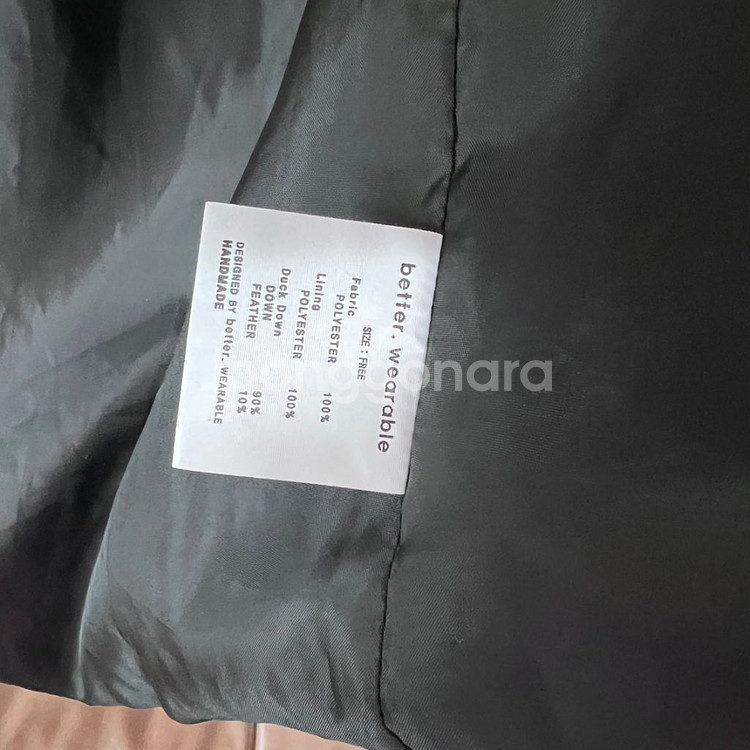 better. wearable
SIZE : FREE
Fabric
POLYESTER 100%
Lining
POLYESTER 100%
Duck Down
DOWN 90%
FEATHER 10%
DESIGNED BY better. WEARABLE
HANDMADE
joonggonara